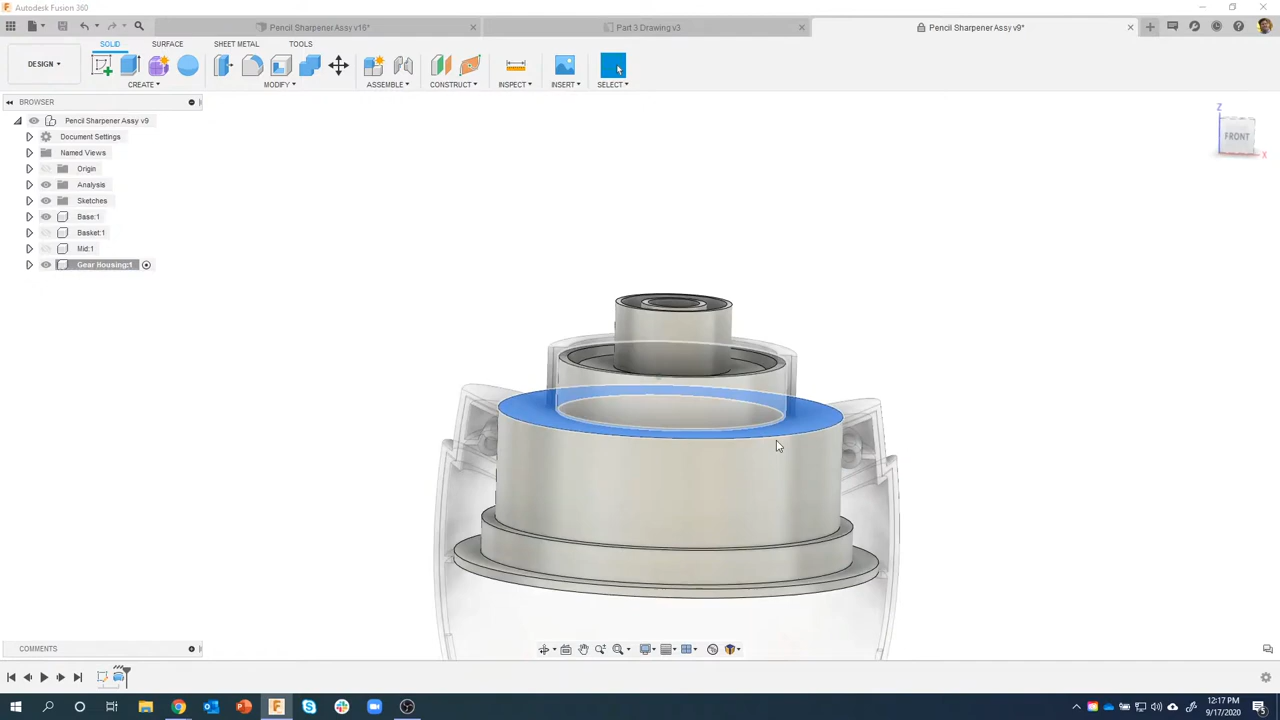 Autodesk Fusion 360
Pencil Sharpener Assy v16*
Part 3 Drawing v3
Pencil Sharpener Assy v9*
SOLID
SURFACE
SHEET METAL
TOOLS
DESIGN
CREATE
MODIFY
ASSEMBLE
CONSTRUCT
INSPECT
INSERT
SELECT
BROWSER
Pencil Sharpener Assy v9
Document Settings
Named Views
Origin
Analysis
Sketches
Base:1
Basket:1
Mid:1
Gear Housing:1
Z
FRONT
X
COMMENTS
12:17 PM
9/17/2020
5